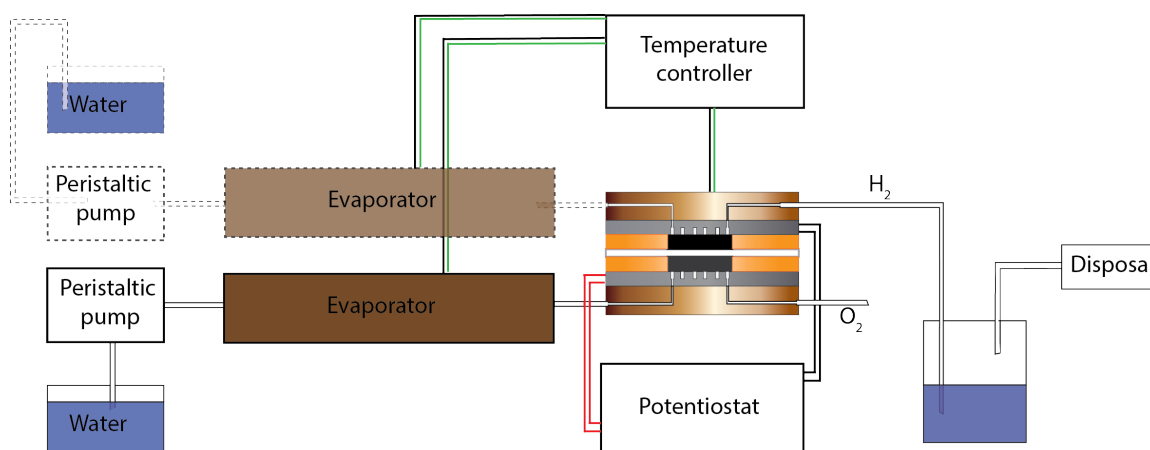 Temperature
controller
Water
Peristaltic
pump
Evaporator
H₂
Peristaltic
pump
Evaporator
Disposa
O₂
Water
Potentiostat